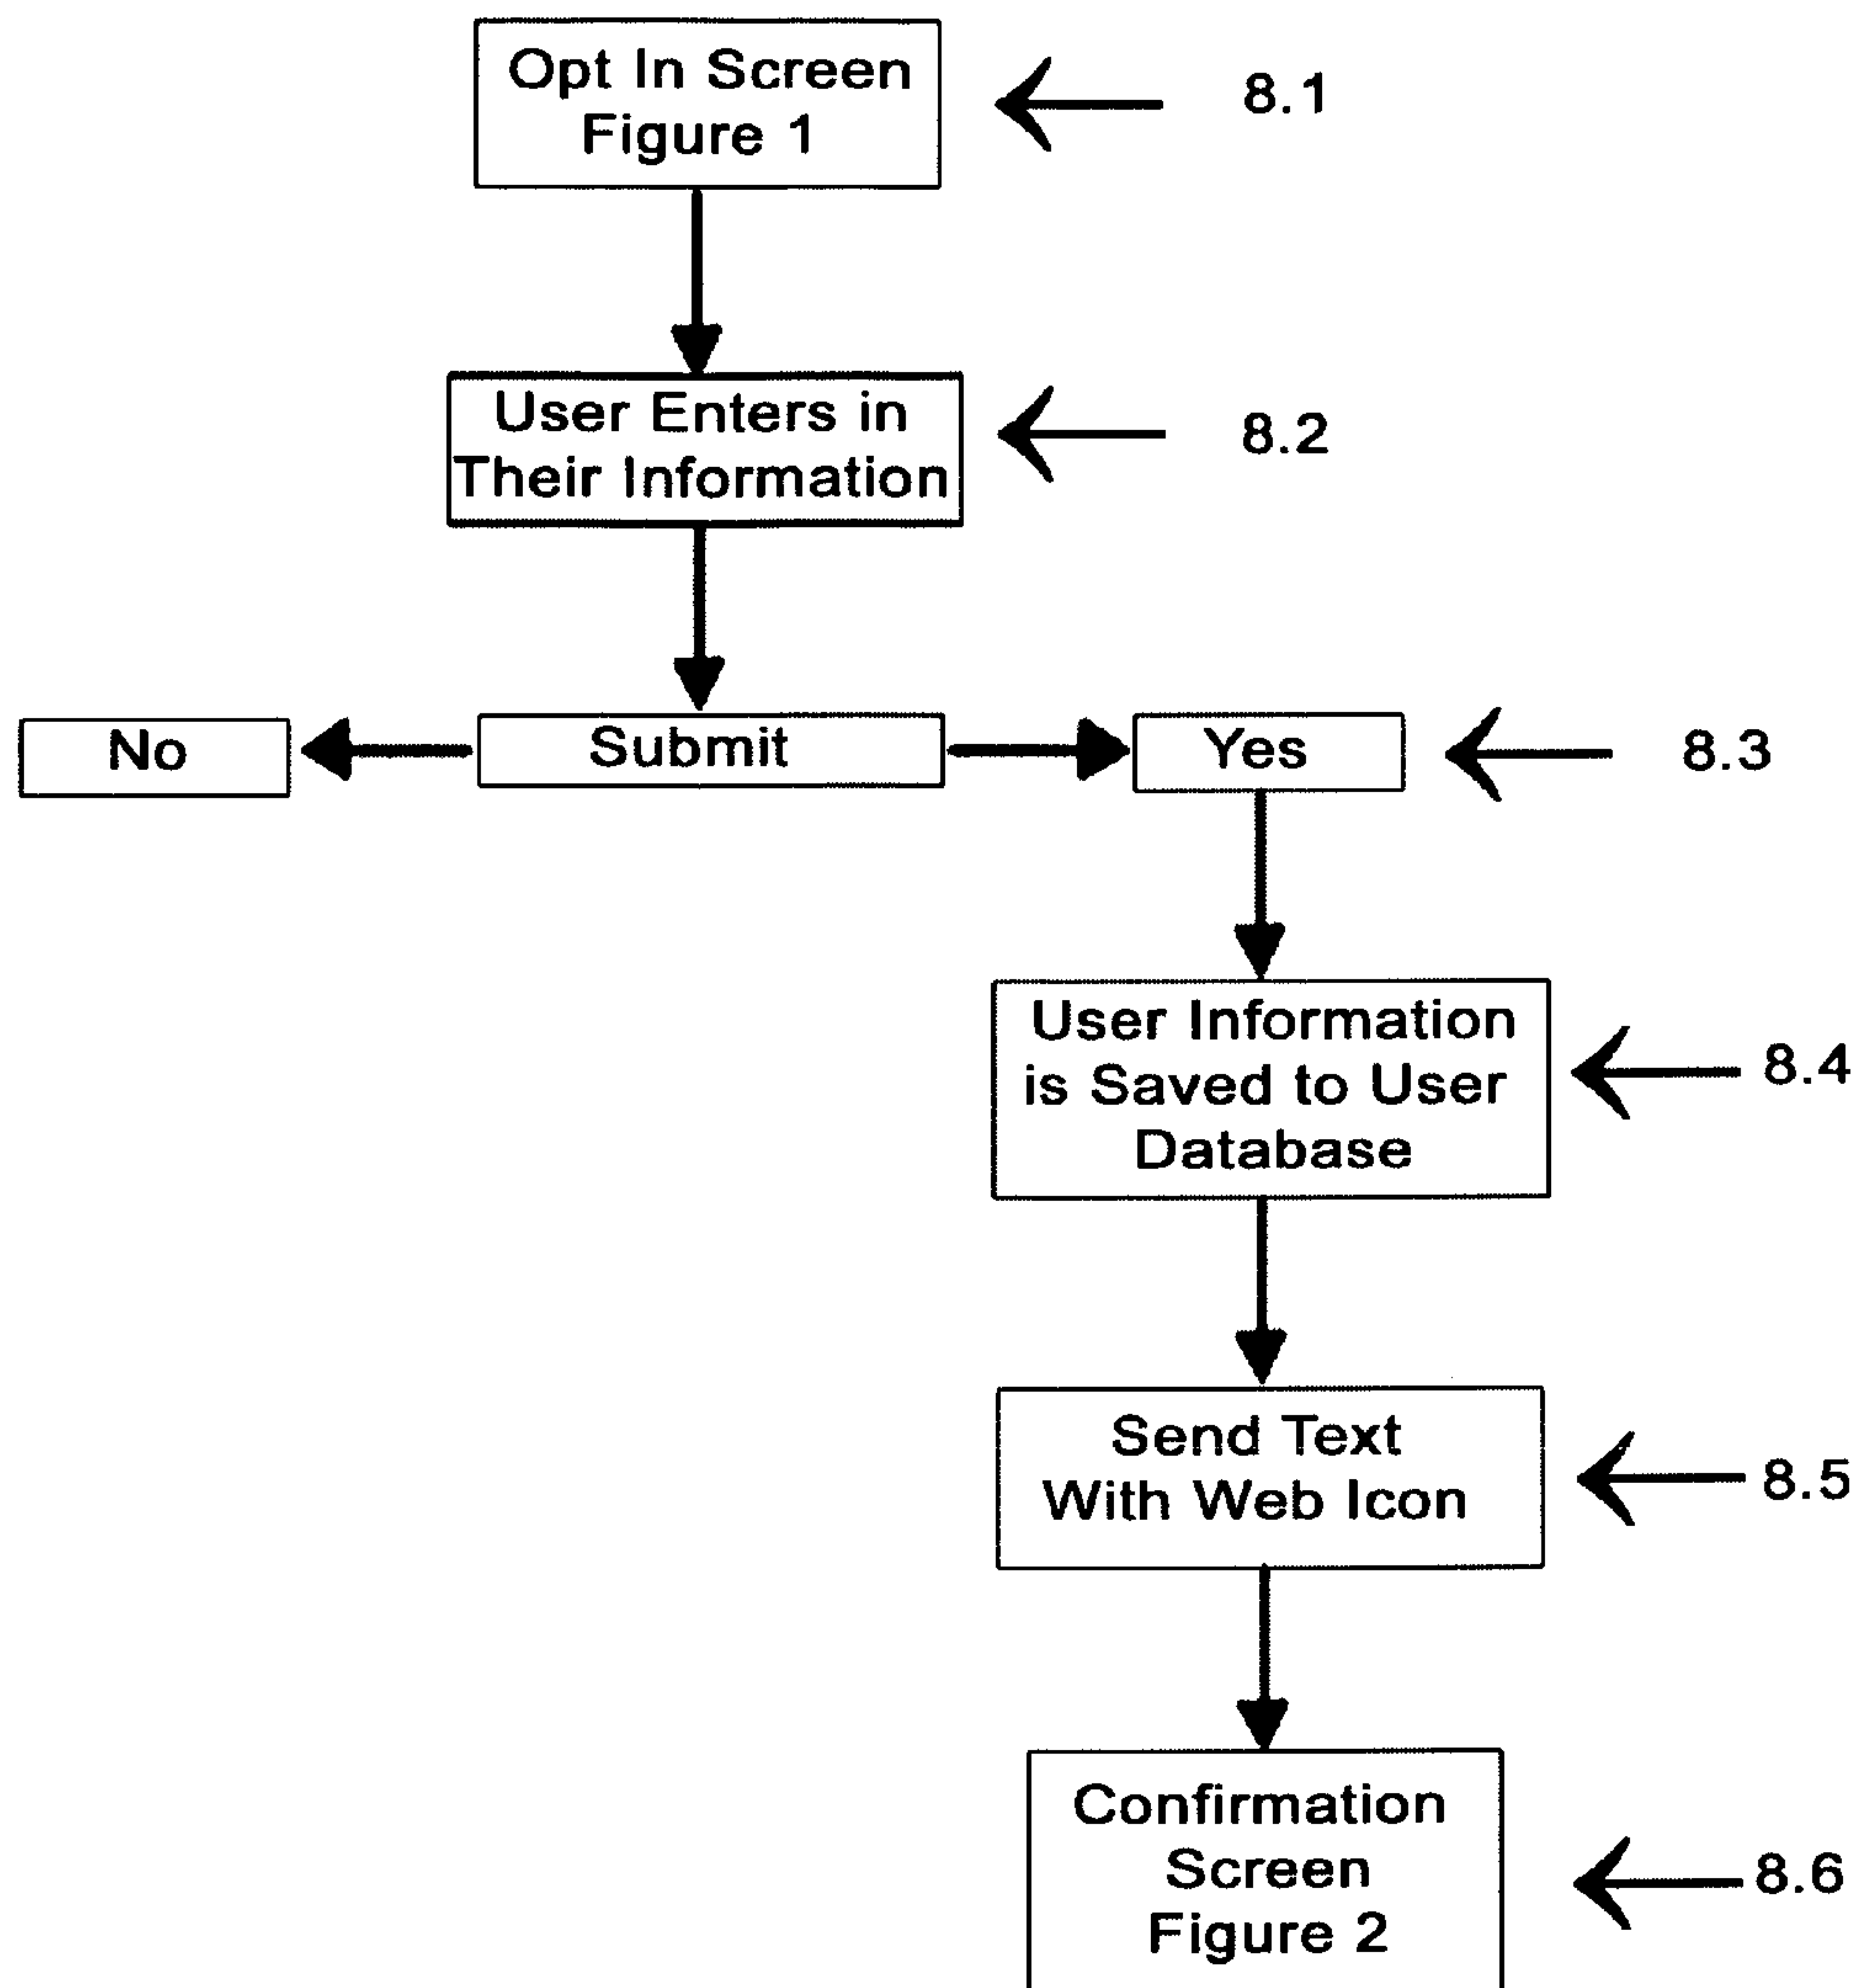 Opt In Screen
Figure 1
8.1
User Enters in
Their Information
8.2
No
Submit
Yes
8.3
User Information
is Saved to User
Database
8.4
Send Text
With Web Icon
8.5
Confirmation
Screen
Figure 2
8.6